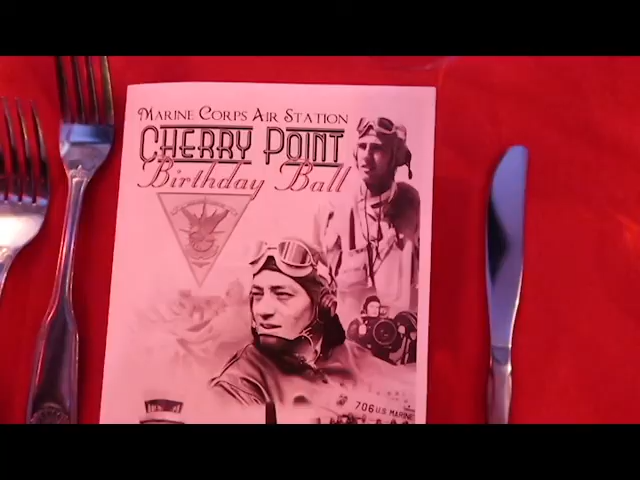 Marine Corps Air Station
Cherry Point
Birthday Ball
706 U.S. MARINE